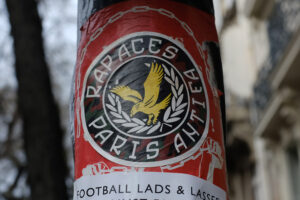 RAPACES
PARIS ANTIFA
FOOTBALL LADS & LASSES